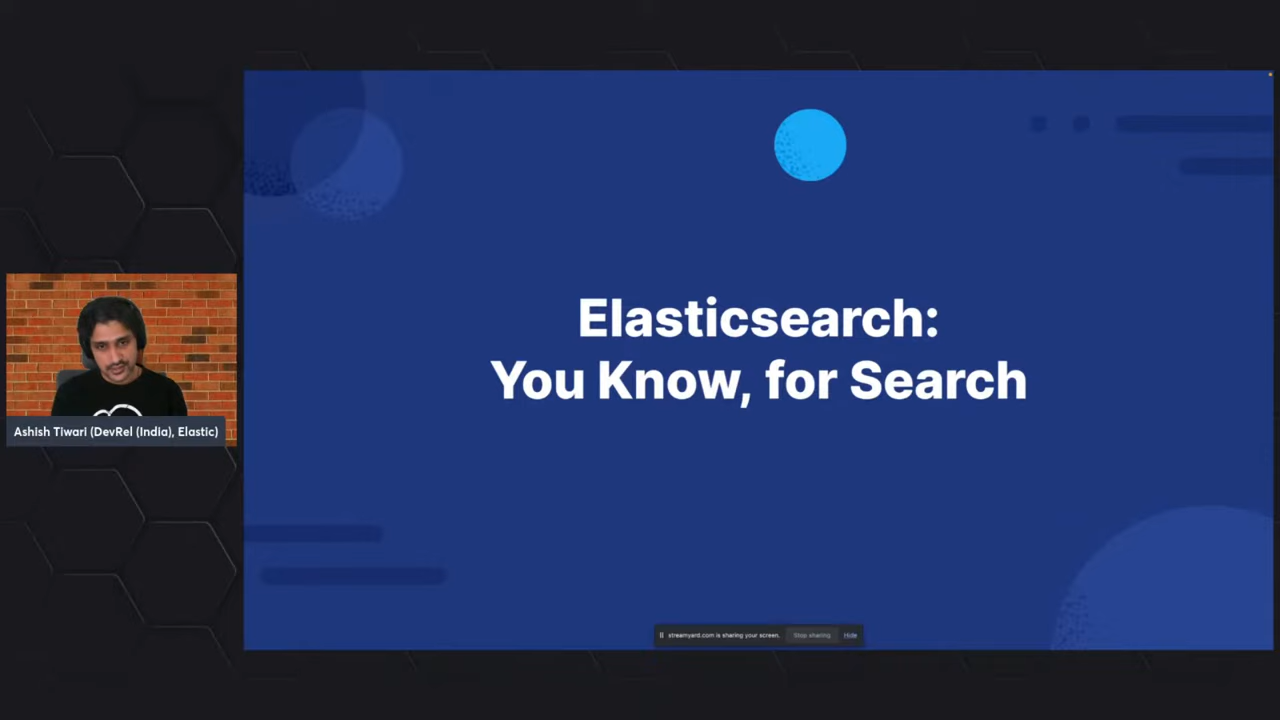 Elasticsearch:
You Know, for Search
Ashish Tiwari (DevRel (India), Elastic)
streamyard.com is sharing your screen. Stop sharing Hide